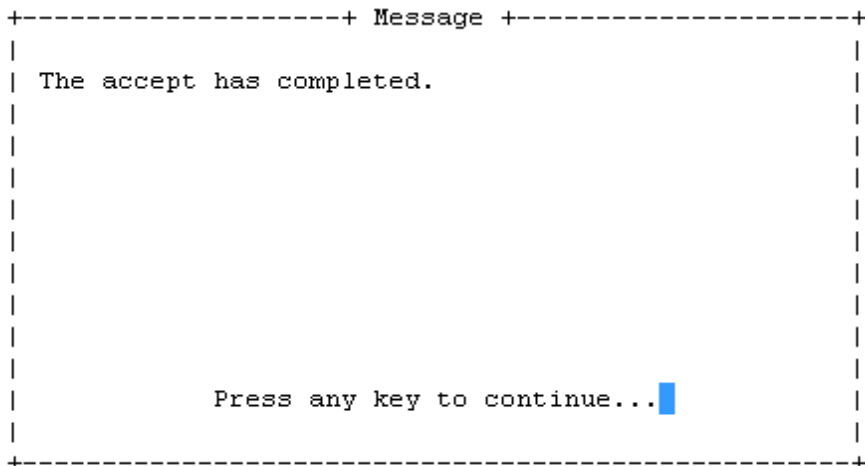 Message
The accept has completed.
Press any key to continue...